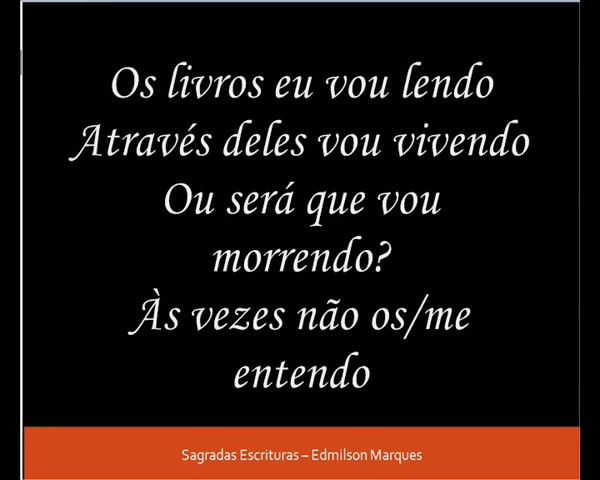 Os livros eu vou lendo
Através deles vou vivendo
Ou será que vou
morrendo?
Às vezes não os/me
entendo
Sagradas Escrituras – Edmilson Marques